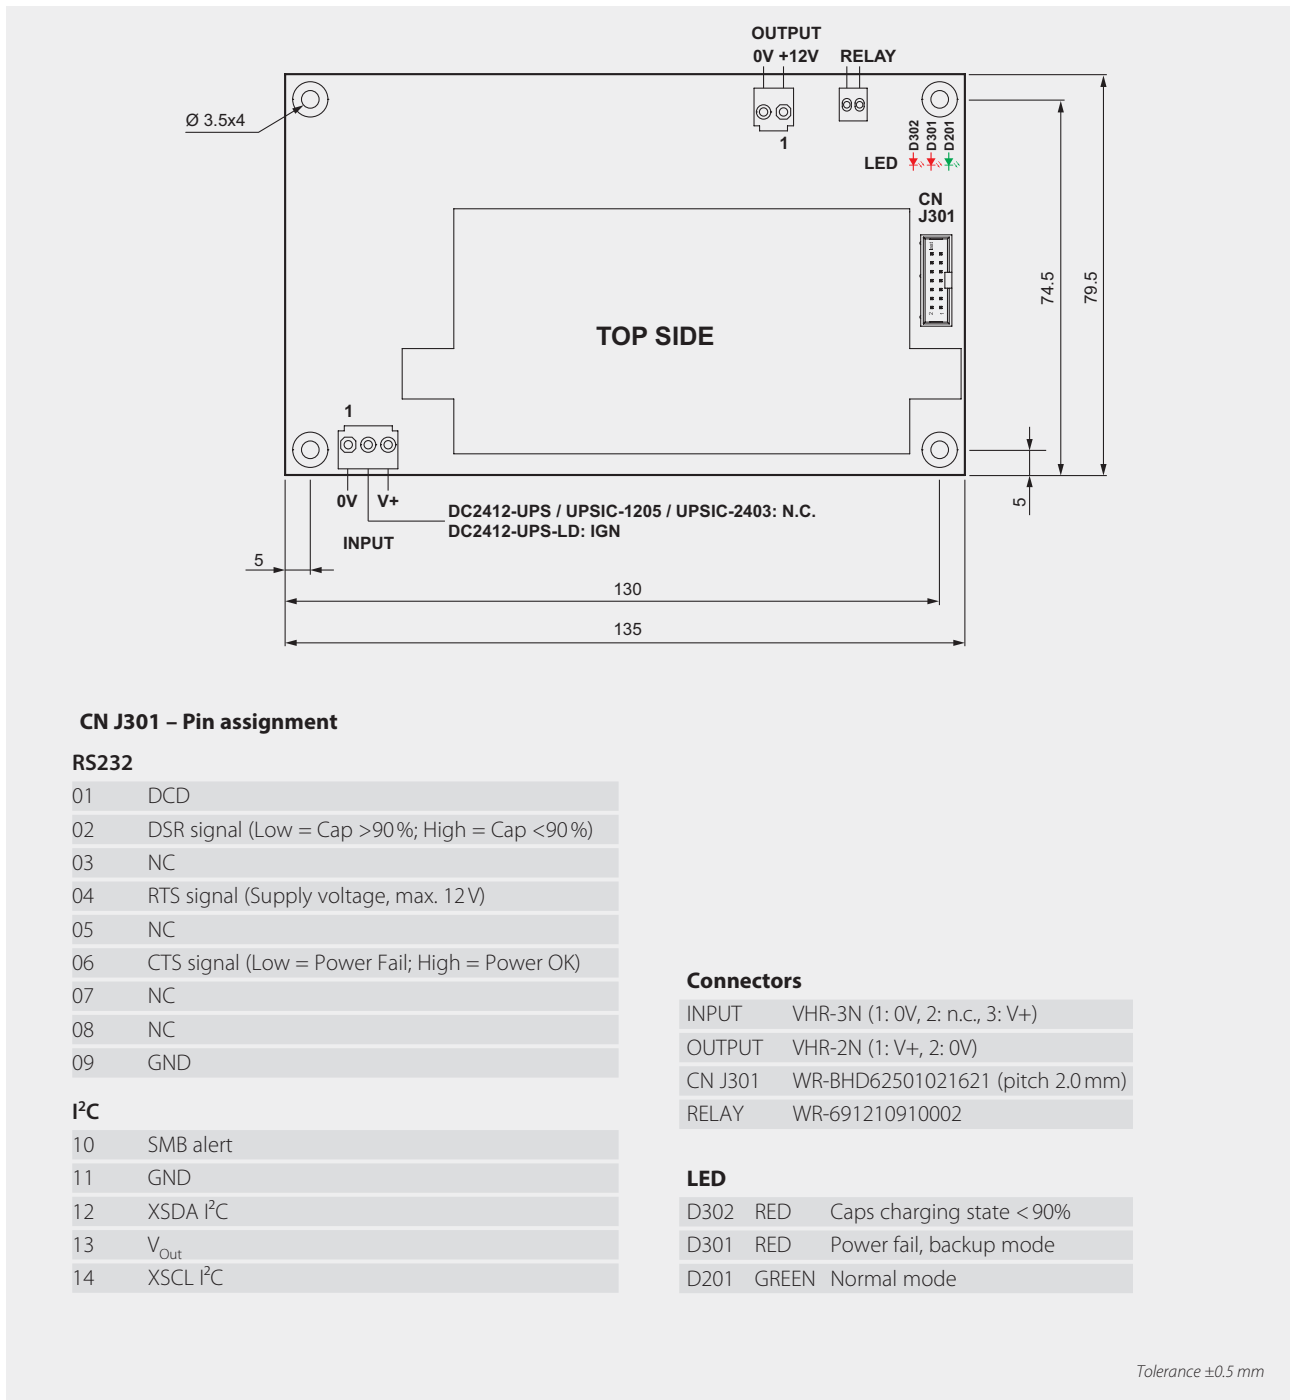 OUTPUT
0V +12V RELAY
Ø 3.5x4
1
D302
D301
D201
LED
CN
J301
2 1
74.5
79.5
TOP SIDE
1
0V V+
DC2412-UPS / UPSIC-1205 / UPSIC-2403: N.C.
DC2412-UPS-LD: IGN
INPUT
5
5
130
135
CN J301 – Pin assignment
RS232
01 DCD
02 DSR signal (Low = Cap >90 %; High = Cap <90 %)
03 NC
04 RTS signal (Supply voltage, max. 12 V)
05 NC
06 CTS signal (Low = Power Fail; High = Power OK)
07 NC
08 NC
09 GND
I²C
10 SMB alert
11 GND
12 XSDA I²C
13 VOut
14 XSCL I²C
Connectors
INPUT VHR-3N (1: 0V, 2: n.c., 3: V+)
OUTPUT VHR-2N (1: V+, 2: 0V)
CN J301 WR-BHD62501021621 (pitch 2.0 mm)
RELAY WR-691210910002
LED
D302 RED Caps charging state < 90%
D301 RED Power fail, backup mode
D201 GREEN Normal mode
Tolerance ±0.5 mm